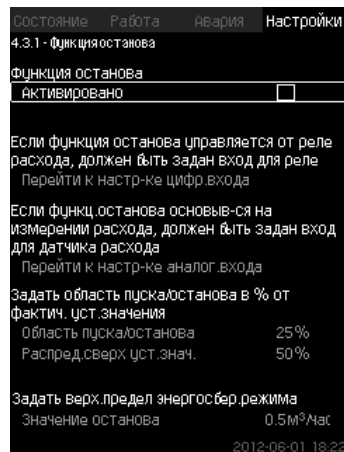 Состояние Работа Авария Настройки
4.3.1 - Функция останова
Функция останова
Активировано
Если функция останова управляется от реле
расхода, должен быть задан вход для реле
Перейти к настр-ке цифр.входа
Если функц.останова основыв-ся на
измерении расхода, должен быть задан вход
для датчика расхода
Перейти к настр-ке аналог.входа
Задать область пуска/останова в % от
фактич. уст.значения
Область пуска/останова 25%
Распред.сверх уст.знач. 50%
Задать верх.предел энергосбер.режима
Значение останова 0.5м³/час
2012-06-01 18:22